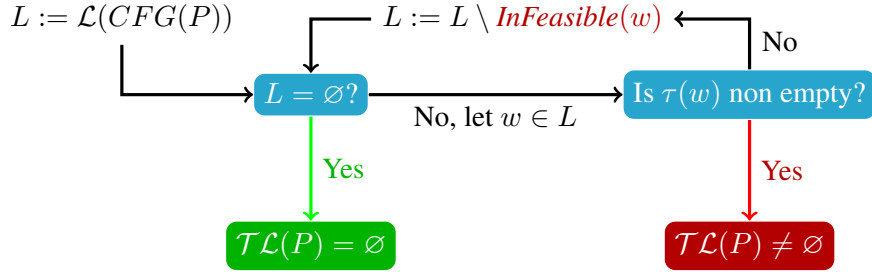 L := ℒ(CFG(P))
L := L \ InFeasible(w)
No
L = ∅?
No, let w ∈ L
Is τ(w) non empty?
Yes
Yes
𝒯ℒ(P) = ∅
𝒯ℒ(P) ≠ ∅